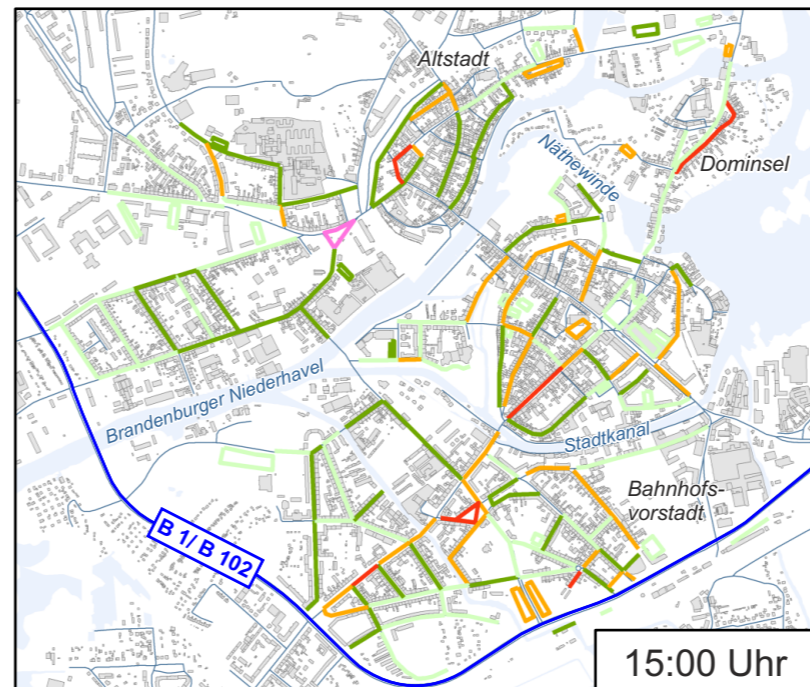 Altstadt
Näthewinde
Dominsel
Brandenburger Niederhavel
Stadtkanal
Bahnhofs-
vorstadt
B 1/ B 102
15:00 Uhr